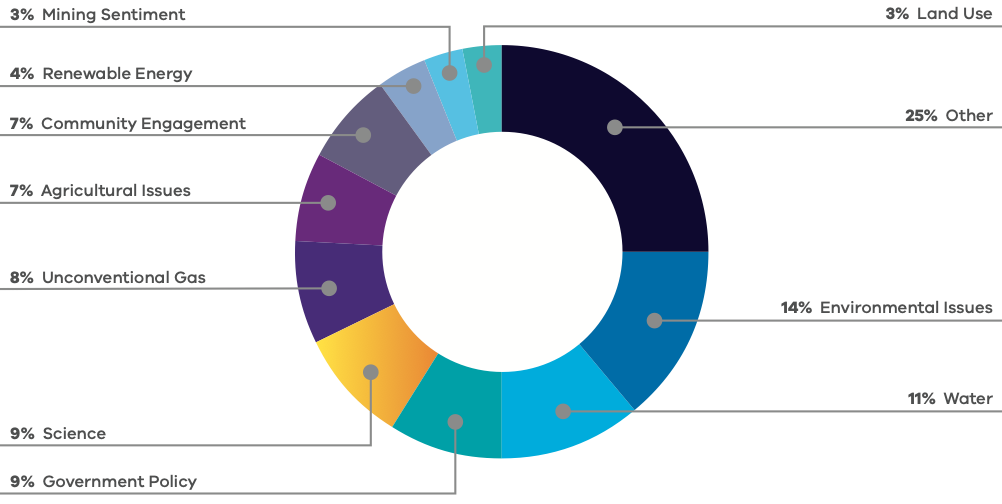 3% Mining Sentiment
3% Land Use
4% Renewable Energy
25% Other
7% Community Engagement
7% Agricultural Issues
8% Unconventional Gas
14% Environmental Issues
11% Water
9% Science
9% Government Policy